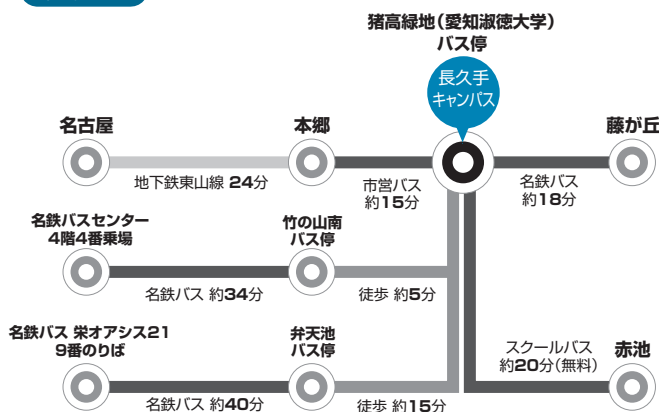 猪高緑地(愛知淑徳大学)
バス停
長久手
キャンパス
名古屋
本郷
藤が丘
地下鉄東山線 24分
市営バス
約15分
名鉄バス
約18分
名鉄バスセンター
4階4番乗場
竹の山南
バス停
名鉄バス 約34分
徒歩 約5分
名鉄バス 栄オアシス21
9番のりば
弁天池
バス停
スクールバス
約20分(無料)
赤池
名鉄バス 約40分
徒歩 約15分